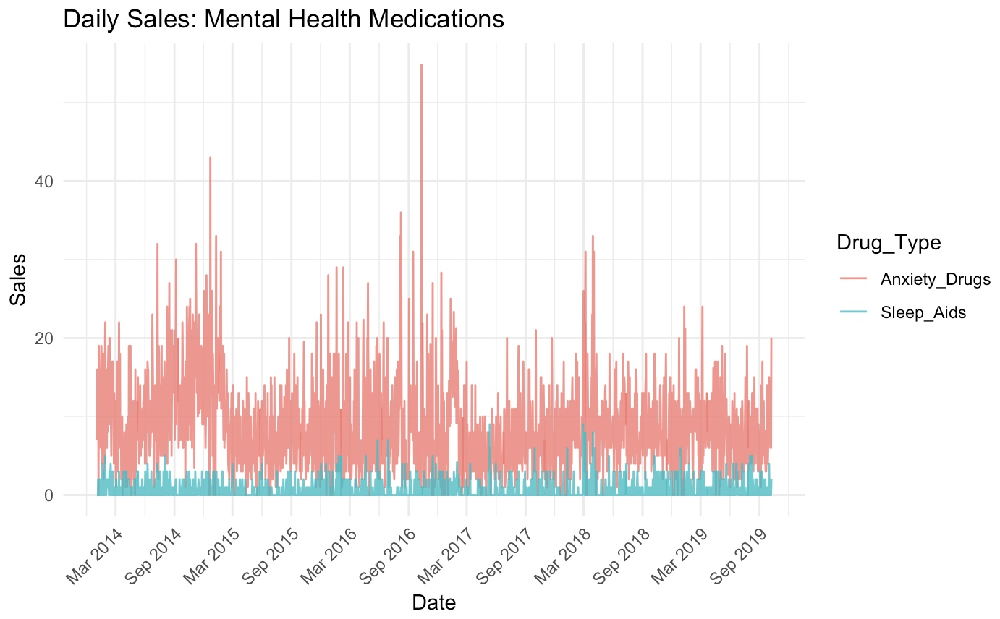 Daily Sales: Mental Health Medications
Sales
40
20
0
Mar 2014
Sep 2014
Mar 2015
Sep 2015
Mar 2016
Sep 2016
Mar 2017
Sep 2017
Mar 2018
Sep 2018
Mar 2019
Sep 2019
Date
Drug_Type
Anxiety_Drugs
Sleep_Aids